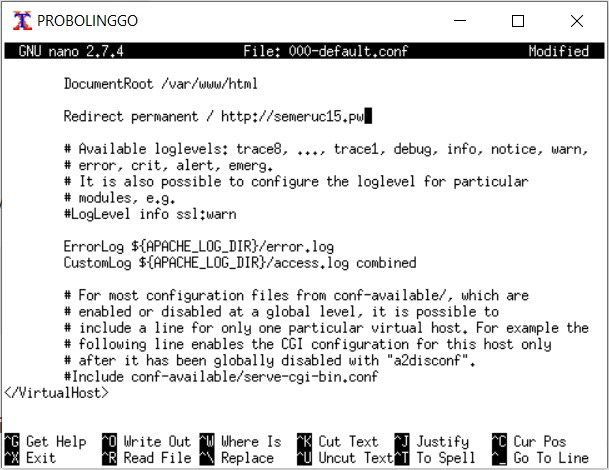 PROBOLINGGO
GNU nano 2.7.4 File: 000-default.conf Modified
DocumentRoot /var/www/html
Redirect permanent / http://semeruc15.pw
# Available loglevels: trace8, ..., trace1, debug, info, notice, warn,
# error, crit, alert, emerg.
# It is also possible to configure the loglevel for particular
# modules, e.g.
#LogLevel info ssl:warn
ErrorLog ${APACHE_LOG_DIR}/error.log
CustomLog ${APACHE_LOG_DIR}/access.log combined
# For most configuration files from conf-available/, which are
# enabled or disabled at a global level, it is possible to
# include a line for only one particular virtual host. For example the
# following line enables the CGI configuration for this host only
# after it has been globally disabled with "a2disconf".
#Include conf-available/serve-cgi-bin.conf
</VirtualHost>
^G Get Help ^O Write Out ^W Where Is ^K Cut Text ^J Justify ^C Cur Pos
^X Exit ^R Read File ^\ Replace ^U Uncut Text ^T To Spell ^_ Go To Line